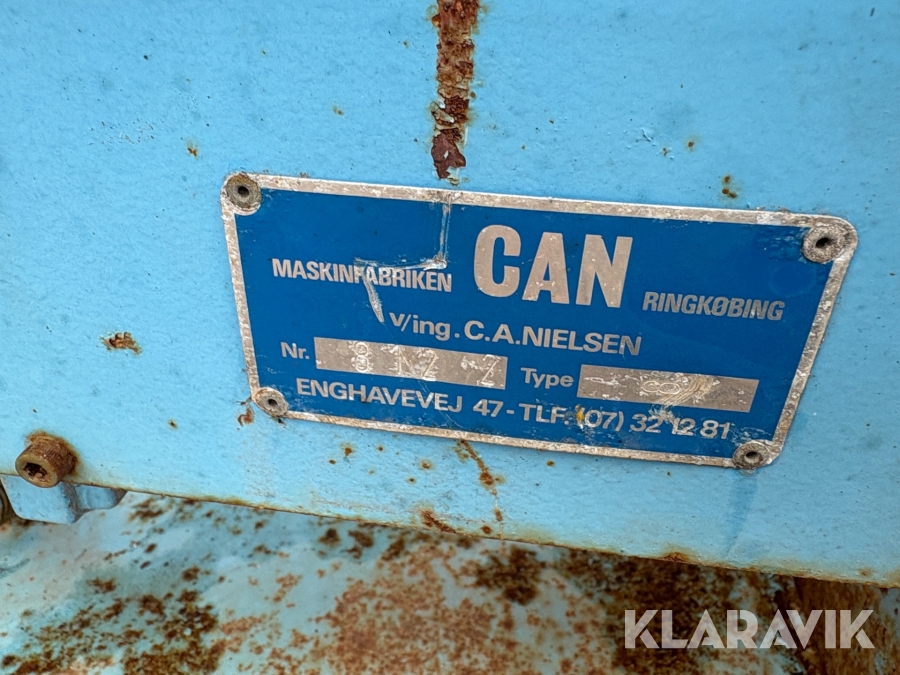 CAN
MASKINFABRIKEN RINGKØBING
v/ing. C.A. NIELSEN
Nr. Type
ENGHAVEVEJ 47 - TLF. (07) 32 12 81
KLARAVIK